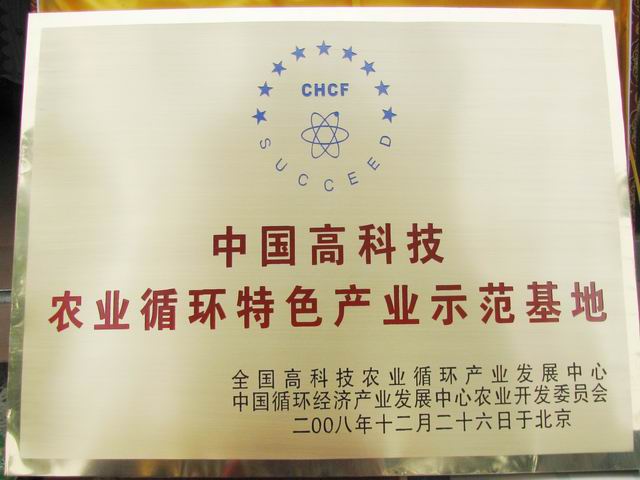 CHCF
SUCCEED
中国高科技
农业循环特色产业示范基地
全国高科技农业循环产业发展中心
中国循环经济产业发展中心农业开发委员会
二00八年十二月二十六日于北京